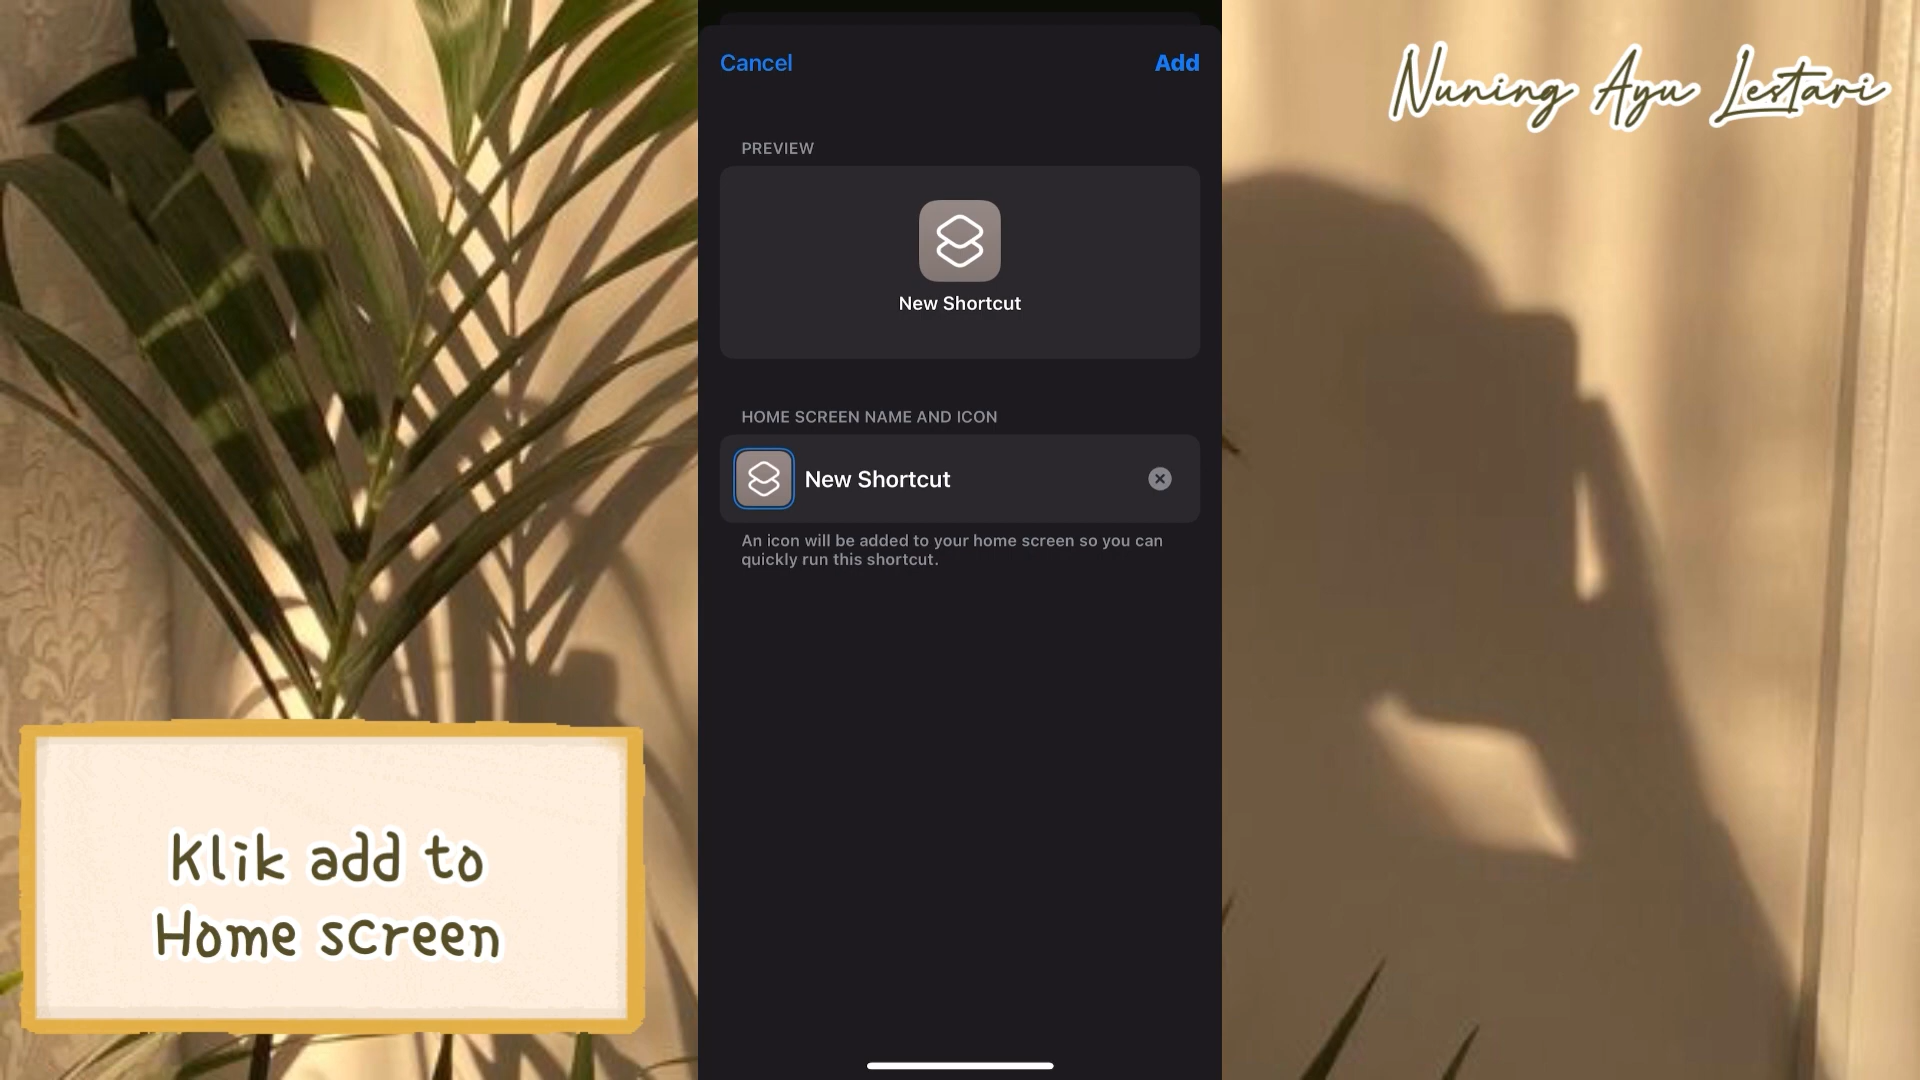 Cancel
Add
Nuning Ayu Lestari
PREVIEW
New Shortcut
HOME SCREEN NAME AND ICON
New Shortcut
An icon will be added to your home screen so you can
quickly run this shortcut.
Klik add to
Home screen